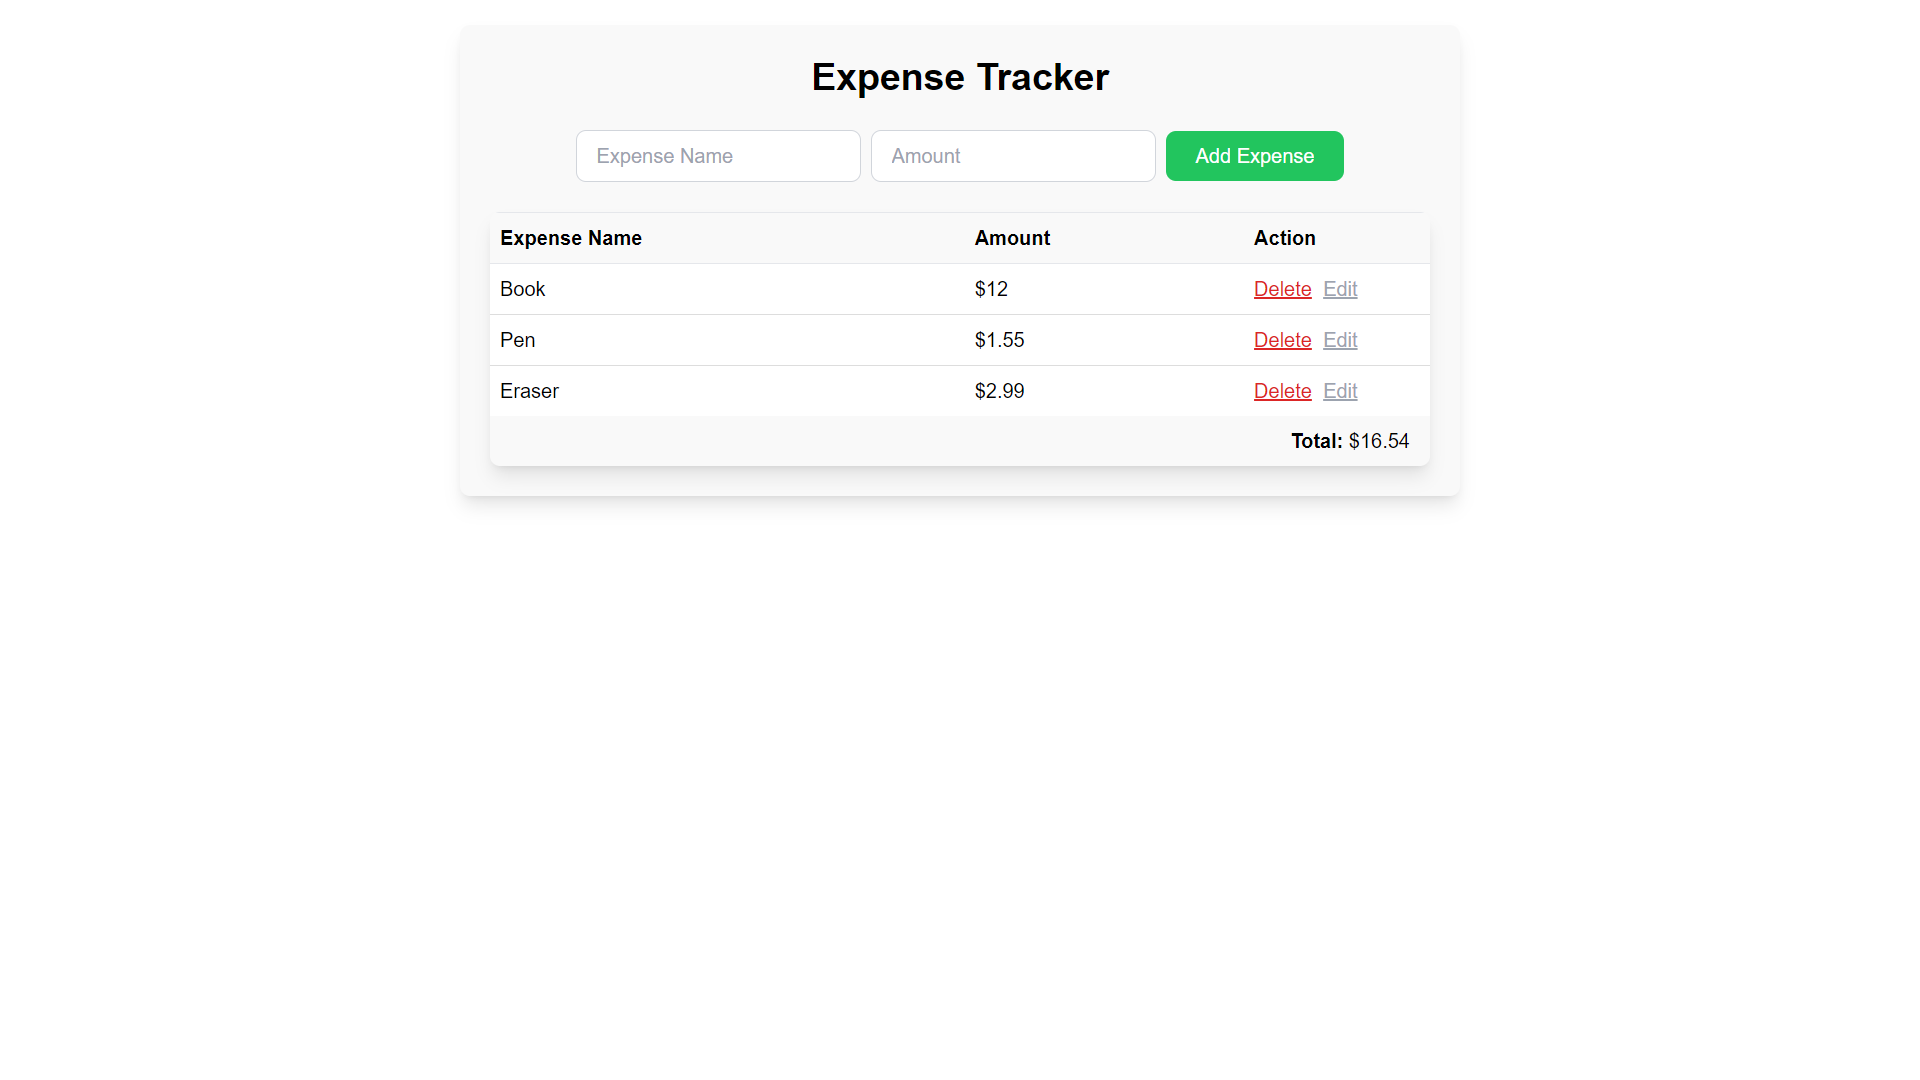 Expense Tracker
Expense Name Amount Add Expense
Expense Name Amount Action
Book $12 Delete Edit
Pen $1.55 Delete Edit
Eraser $2.99 Delete Edit
Total: $16.54